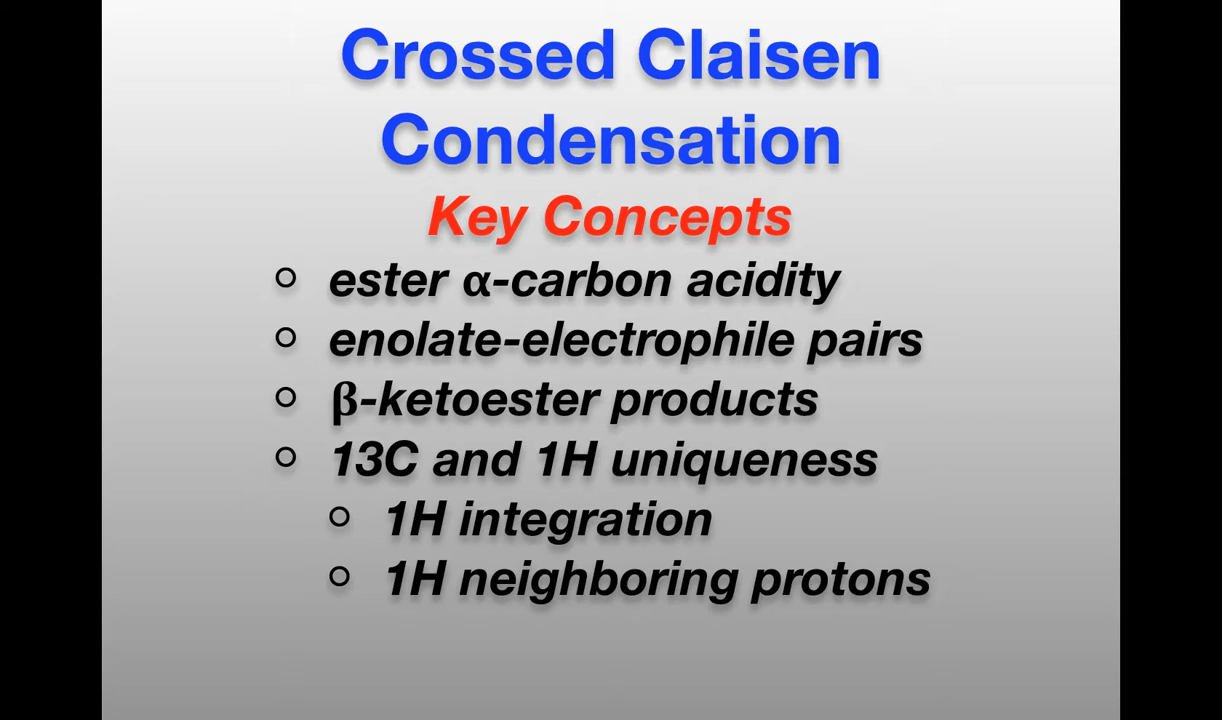 Crossed Claisen
Condensation
Key Concepts
ester α-carbon acidity
enolate-electrophile pairs
β-ketoester products
13C and 1H uniqueness
1H integration
1H neighboring protons